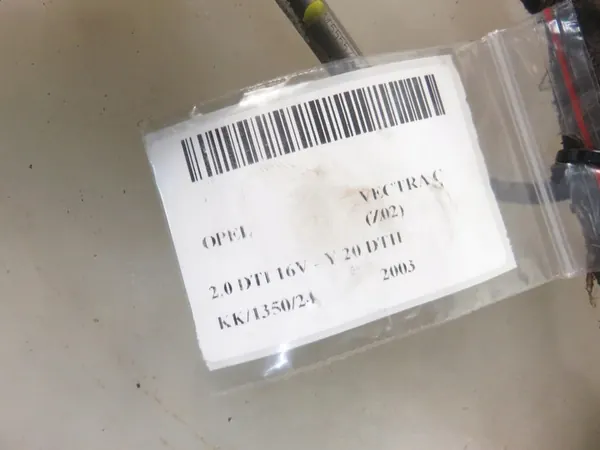 OPEL VECTRA C
(Z02)
2.0 DTI 16V - Y 20 DTH
KK/1350/24 2003